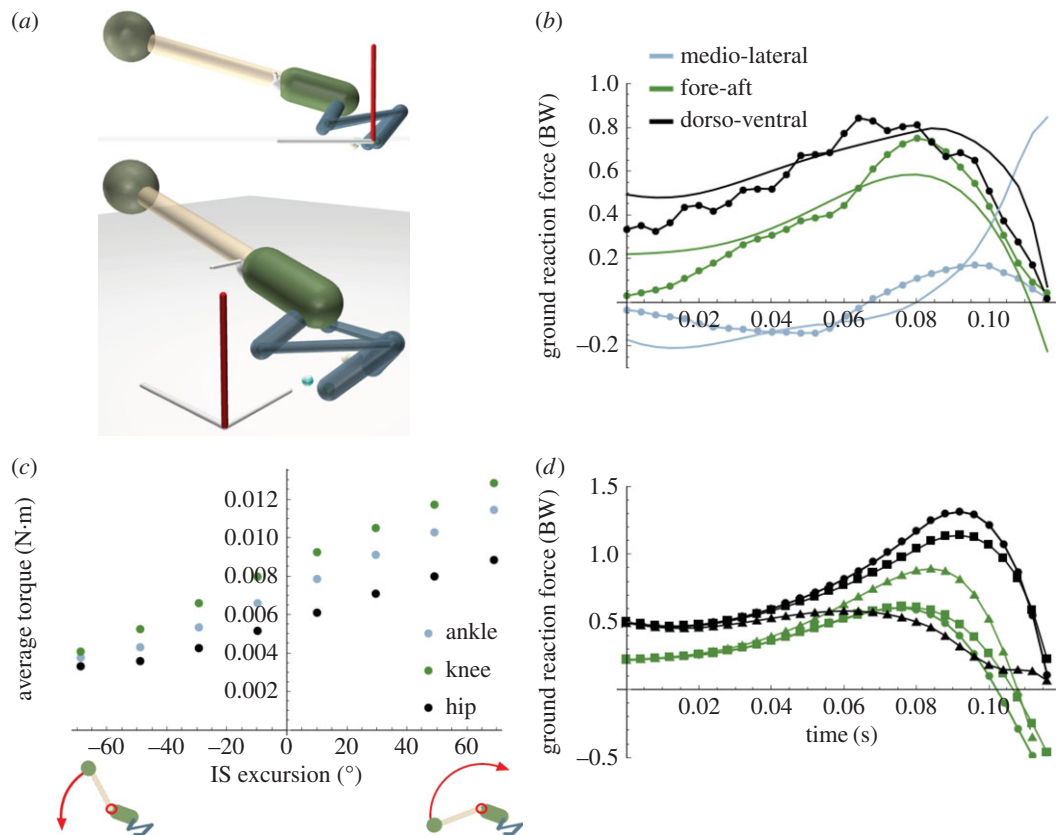 (a)
(b)
medio-lateral
fore-aft
dorso-ventral
ground reaction force (BW)
1.0
0.8
0.6
0.4
0.2
−0.2
0.02
0.04
0.06
0.08
0.10
(c)
average torque (N·m)
0.012
0.010
0.008
0.006
0.004
0.002
ankle
knee
hip
−60
−40
−20
0
20
40
60
IS excursion (°)
(d)
ground reaction force (BW)
1.5
1.0
0.5
−0.5
0.02
0.04
0.06
0.08
0.10
time (s)